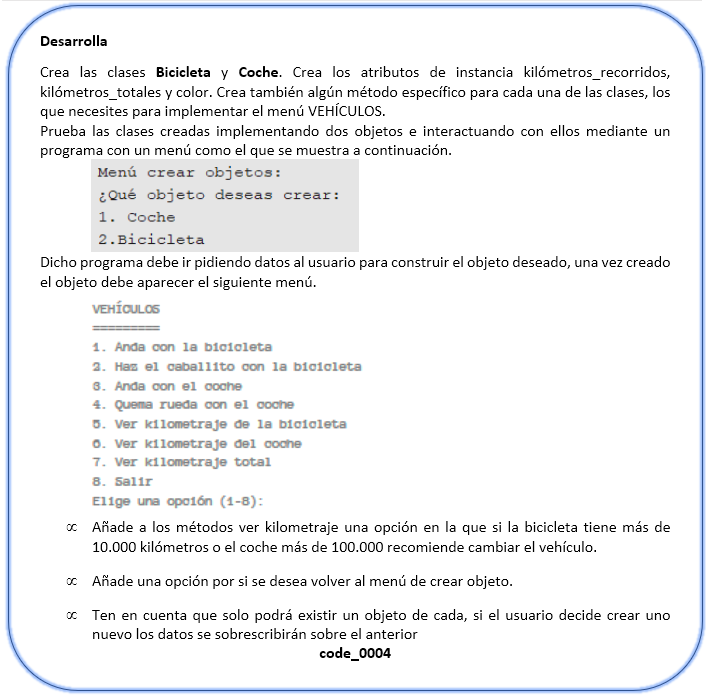 Desarrolla
Crea las clases Bicicleta y Coche. Crea los atributos de instancia kilómetros_recorridos,
kilómetros_totales y color. Crea también algún método específico para cada una de las clases, los
que necesites para implementar el menú VEHÍCULOS.
Prueba las clases creadas implementando dos objetos e interactuando con ellos mediante un
programa con un menú como el que se muestra a continuación.
Menú crear objetos:
¿Qué objeto deseas crear:
1. Coche
2.Bicicleta
Dicho programa debe ir pidiendo datos al usuario para construir el objeto deseado, una vez creado
el objeto debe aparecer el siguiente menú.
VEHÍCULOS
=========
1. Anda con la bicicleta
2. Haz el caballito con la bicicleta
3. Anda con el coche
4. Quema rueda con el coche
5. Ver kilometraje de la bicicleta
6. Ver kilometraje del coche
7. Ver kilometraje total
8. Salir
Elige una opción (1-8):
∝ Añade a los métodos ver kilometraje una opción en la que si la bicicleta tiene más de
10.000 kilómetros o el coche más de 100.000 recomiende cambiar el vehículo.
∝ Añade una opción por si se desea volver al menú de crear objeto.
∝ Ten en cuenta que solo podrá existir un objeto de cada, si el usuario decide crear uno
nuevo los datos se sobrescribirán sobre el anterior
code_0004